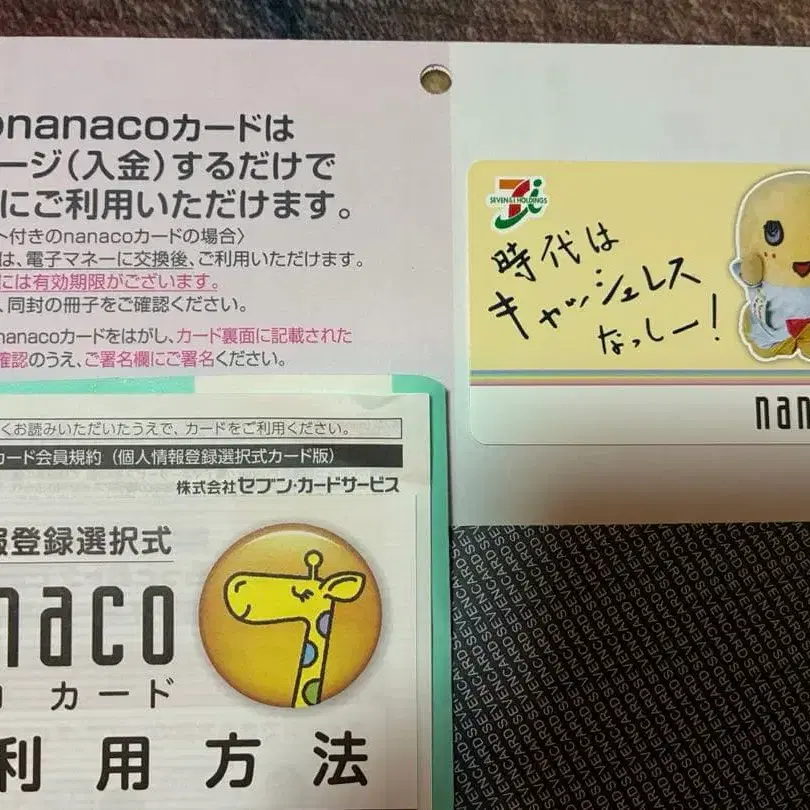 のnanacoカードは
ージ(入金)するだけで
にご利用いただけます。
ト付きのnanacoカードの場合〉
は、電子マネーに交換後、ご利用いただけます。
には有効期限がございます。
、同封の冊子をご確認ください。
nanacoカードをはがし、カード裏面に記載された
確認のうえ、ご署名欄にご署名ください。
SEVEN & i HOLDINGS
時代は
キャッシュレス
なっしー!
nan
くお読みいただいたうえで、カードをご利用ください。
カード会員規約(個人情報登録選択式カード版)
株式会社セブン・カードサービス
報登録選択式
naco
カード
利用方法
SEVENCARDSEVENCARDSEVENCARD